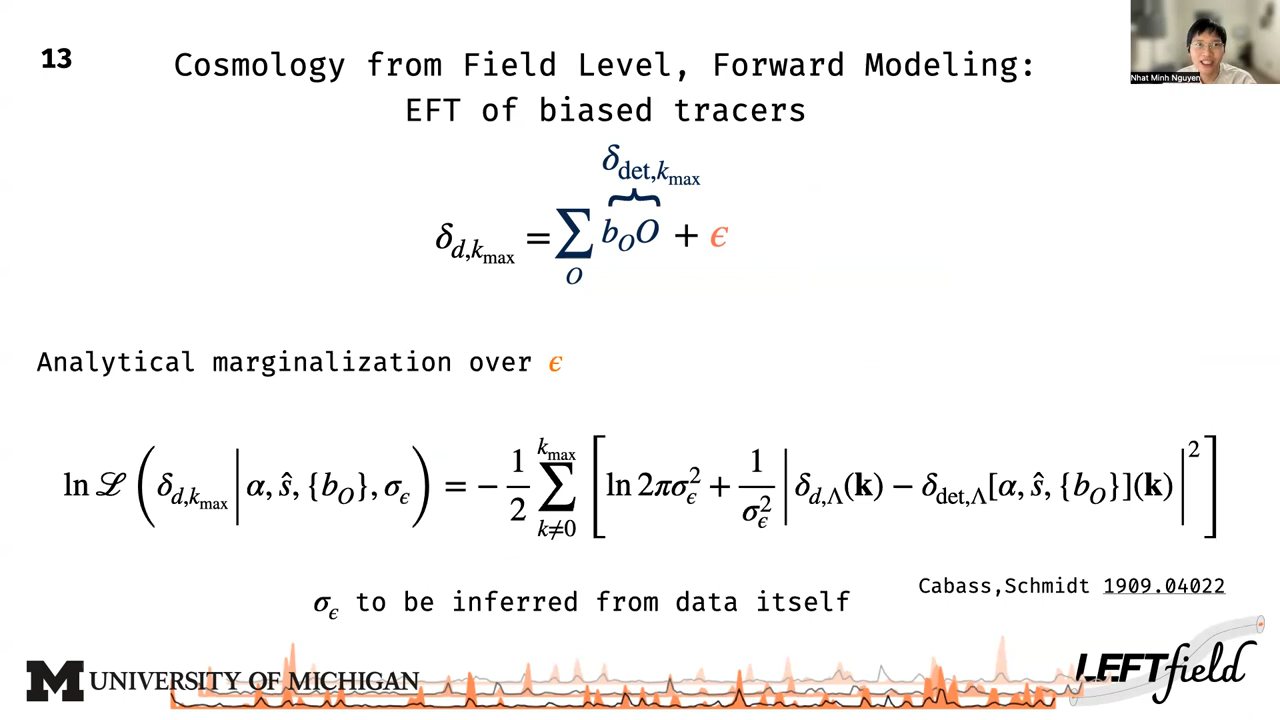 13
Cosmology from Field Level, Forward Modeling:
EFT of biased tracers
δ_{det,k_max}
δ_{d,k_max} = ∑_O b_O O + ϵ
Analytical marginalization over ϵ
ln ℒ (δ_{d,k_max} | α, ŝ, {b_O}, σ_ϵ) = −1/2 ∑_{k≠0}^{k_max} [ln 2πσ_ϵ^2 + 1/σ_ϵ^2 |δ_{d,Λ}(k) − δ_{det,Λ}[α, ŝ, {b_O}](k)|^2]
σ_ϵ to be inferred from data itself
Cabass,Schmidt 1909.04022
M UNIVERSITY OF MICHIGAN
LEFTfield
Nhat Minh Nguyen